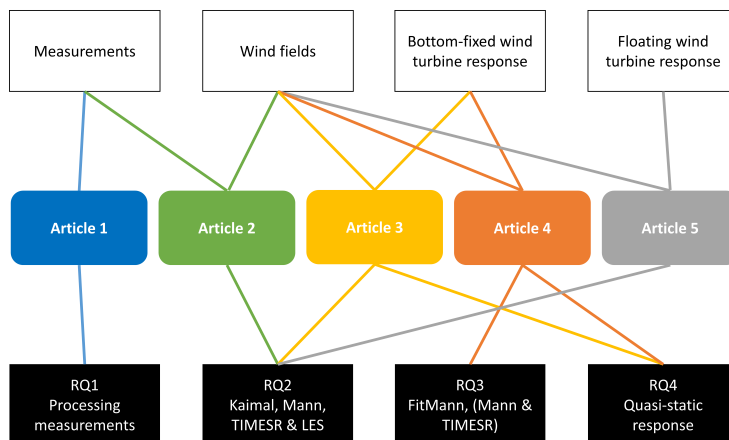 Measurements
Wind fields
Bottom-fixed wind
turbine response
Floating wind
turbine response
Article 1
Article 2
Article 3
Article 4
Article 5
RQ1
Processing
measurements
RQ2
Kaimal, Mann,
TIMESR & LES
RQ3
FitMann, (Mann &
TIMESR)
RQ4
Quasi-static
response